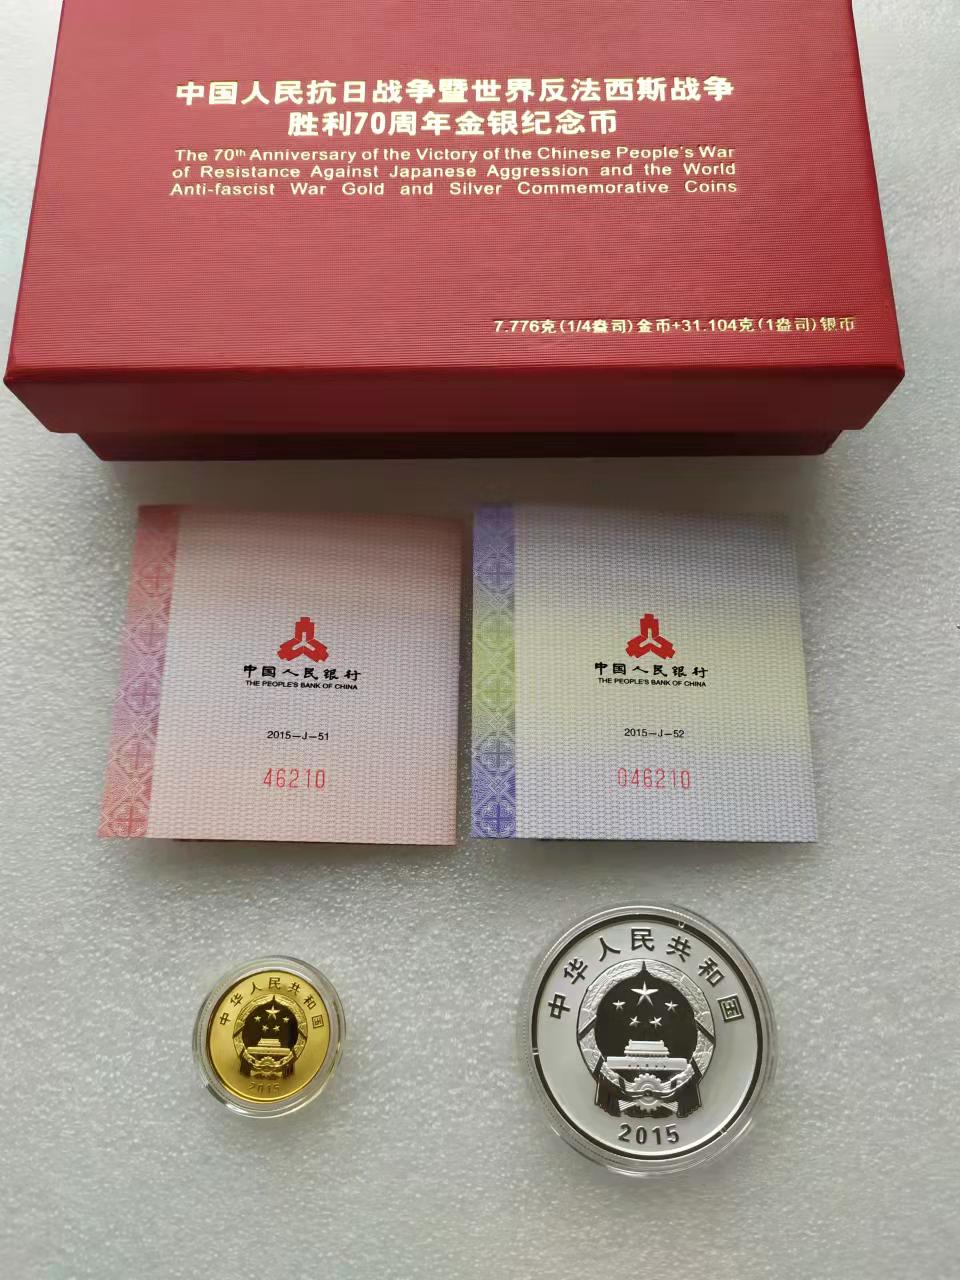 中国人民抗日战争暨世界反法西斯战争
胜利70周年金银纪念币
The 70th Anniversary of the Victory of the Chinese People's War
of Resistance Against Japanese Aggression and the World
Anti-fascist War Gold and Silver Commemorative Coins
7.776克(1/4盎司)金币+31.104克(1盎司)银币
中国人民银行
THE PEOPLE'S BANK OF CHINA
2015-J-51
46210
中国人民银行
THE PEOPLE'S BANK OF CHINA
2015-J-52
046210
中华人民共和国
2015
中华人民共和国
2015